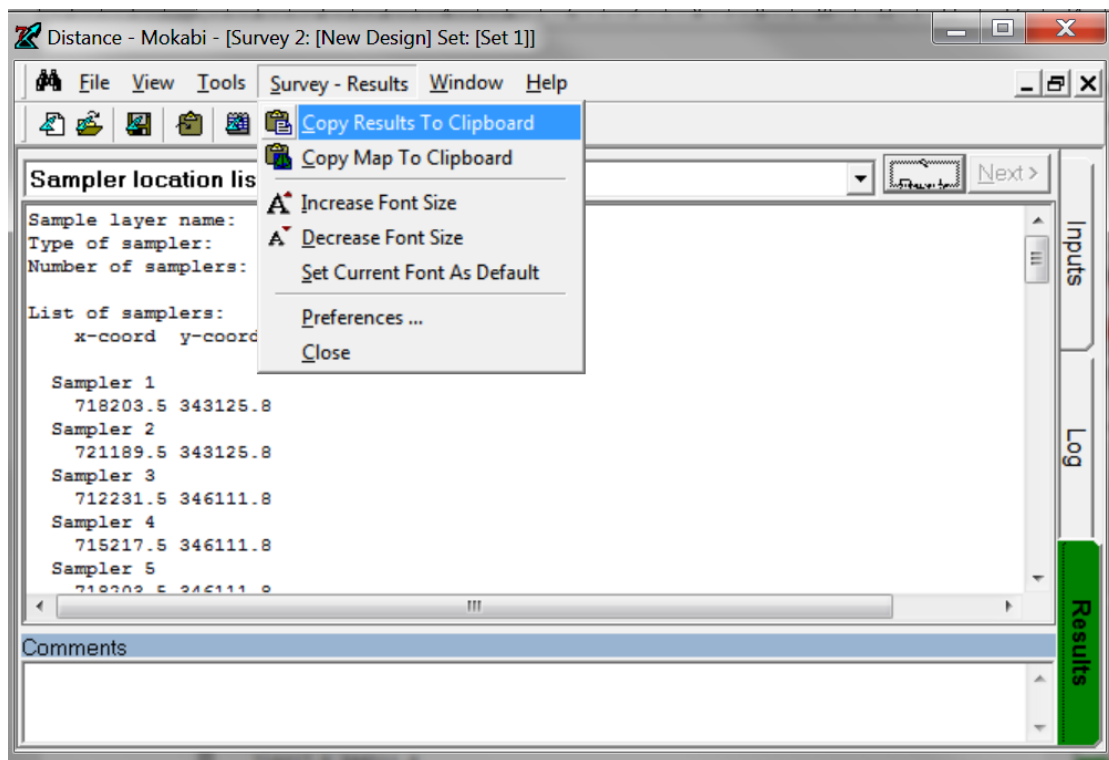 Distance - Mokabi - [Survey 2: [New Design] Set: [Set 1]]
File View Tools Survey - Results Window Help
Copy Results To Clipboard
Copy Map To Clipboard
Increase Font Size
Decrease Font Size
Set Current Font As Default
Preferences ...
Close
Sampler location lis
Next >
Sample layer name:
Type of sampler:
Number of samplers:
List of samplers:
x-coord y-coord
Sampler 1
718203.5 343125.8
Sampler 2
721189.5 343125.8
Sampler 3
712231.5 346111.8
Sampler 4
715217.5 346111.8
Sampler 5
718203.5 346111.8
Inputs
Log
Results
Comments